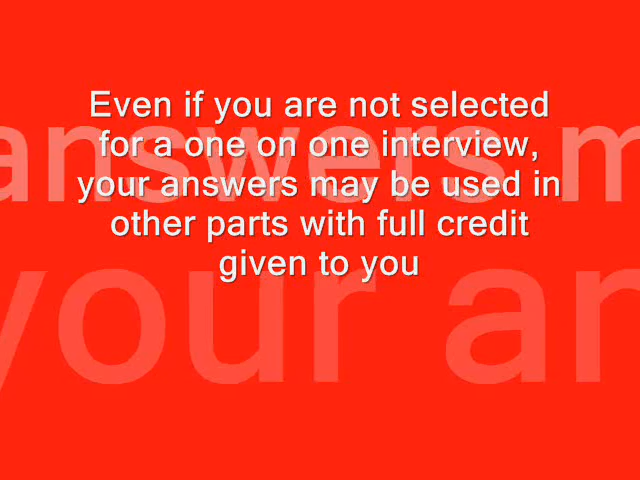 Even if you are not selected
for a one on one interview,
your answers may be used in
other parts with full credit
given to you
answers m
your an